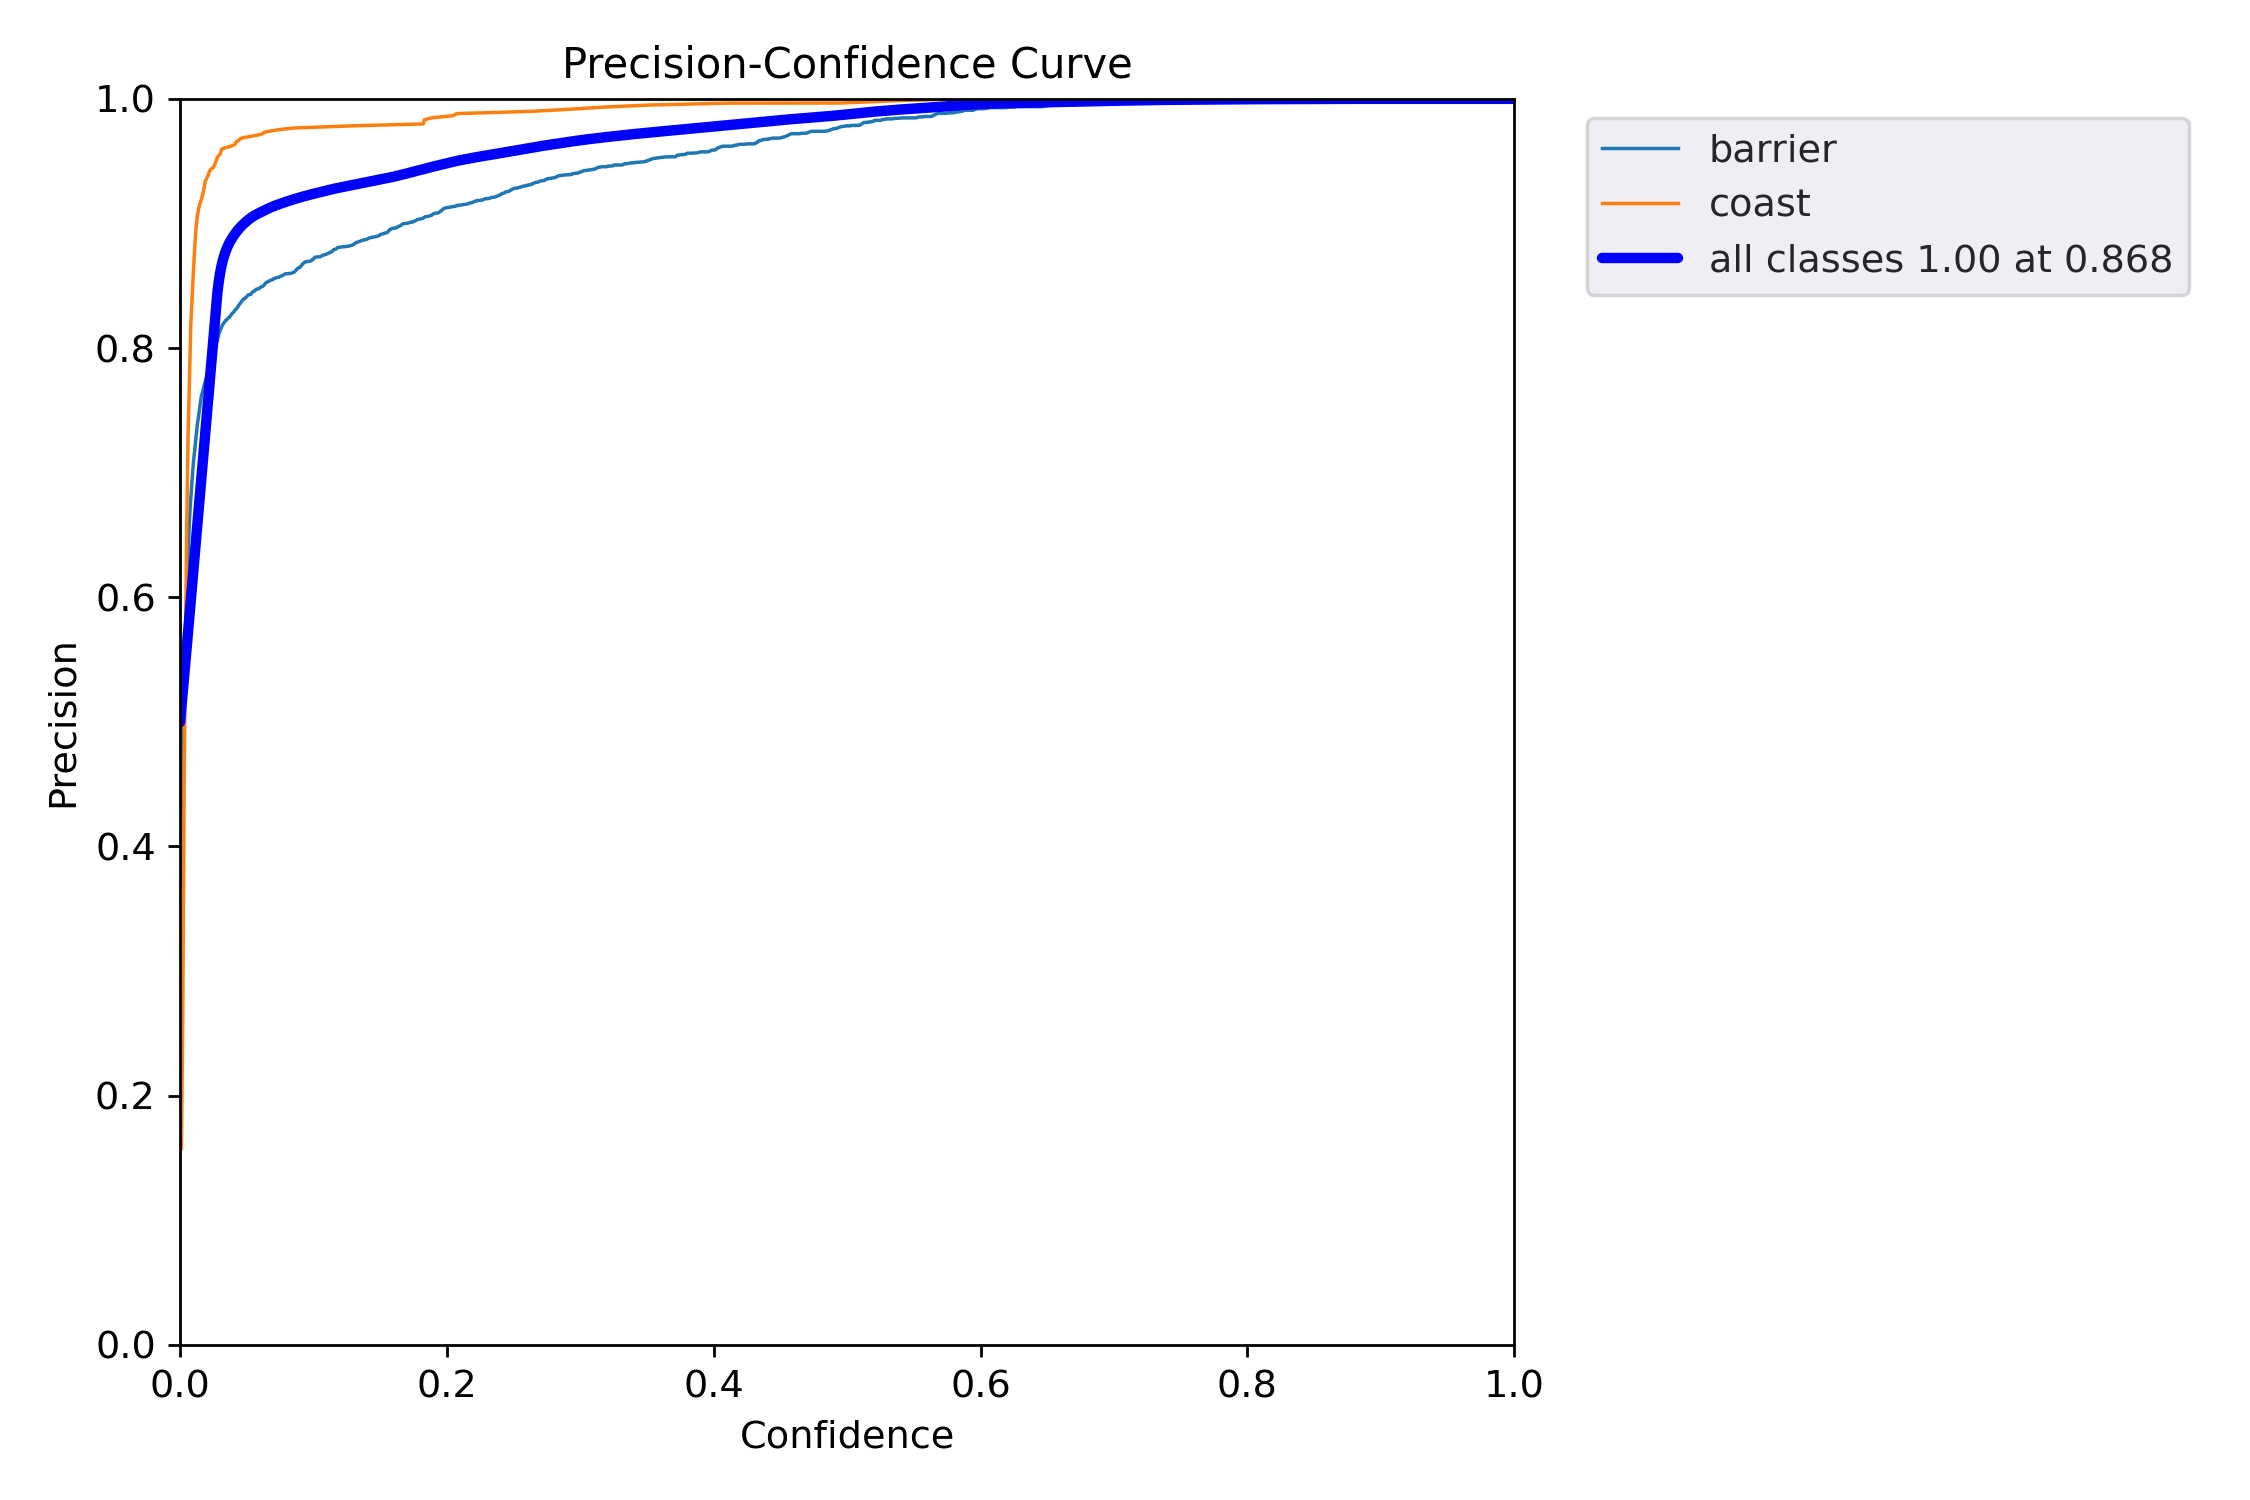 Precision-Confidence Curve
1.0
0.8
0.6
0.4
0.2
0.0
Precision
0.0 0.2 0.4 0.6 0.8 1.0
Confidence
barrier
coast
all classes 1.00 at 0.868